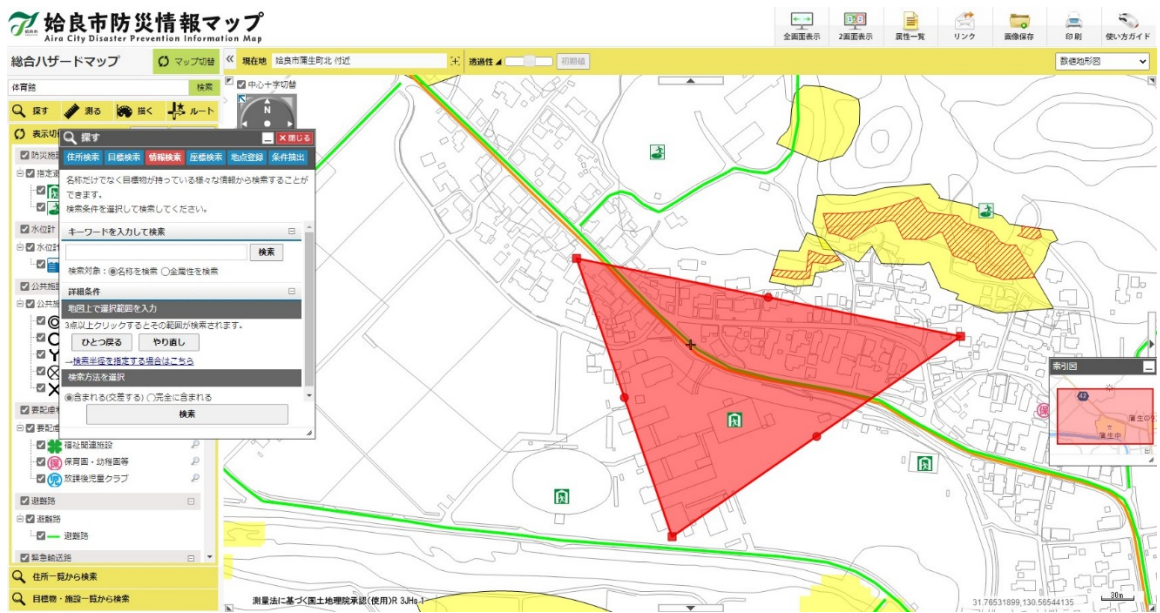 姶良市防災情報マップ
Aira City Disaster Prevention Information Map
全画面表示
2画面表示
属性一覧
リンク
画像保存
印刷
使い方ガイド
総合ハザードマップ
マップ切替
現在地 姶良市蒲生町北 付近
透過性
初期値
数値地形図
体育館
検索
中心十字切替
N
探す
測る
描く
ルート
表示切
探す
×閉じる
住所検索 目標検索 情報検索 座標検索 地点登録 条件抽出
名称だけでなく目標物が持っている様々な情報から検索することができます。
検索条件を選択して検索してください。
キーワードを入力して検索
検索
検索対象：名称を検索 全属性を検索
詳細条件
地図上で選択範囲を入力
3点以上クリックするとその範囲が検索されます。
ひとつ戻る
やり直し
→検索半径を指定する場合はこちら
検索方法を選択
含まれる(交差する) 完全に含まれる
検索
防災施
指定避
水位計
水位計
公共施
公共施
要配慮
要配慮
福祉関連施設
保育園・幼稚園等
放課後児童クラブ
避難路
避難路
避難路
緊急輸送路
住所一覧から検索
目標物・施設一覧から検索
索引図
42
蒲生中
測量法に基づく国土地理院承認(使用)R 3JHs
31.76531899,130.56544135
30m